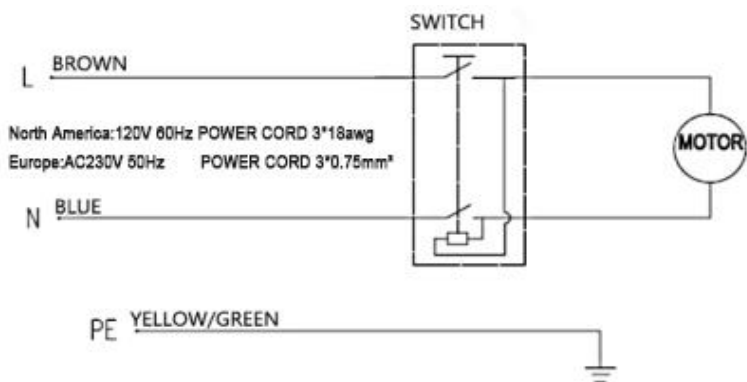 SWITCH
L BROWN
North America:120V 60Hz POWER CORD 3*18awg
Europe:AC230V 50Hz POWER CORD 3*0.75mm²
MOTOR
N BLUE
PE YELLOW/GREEN